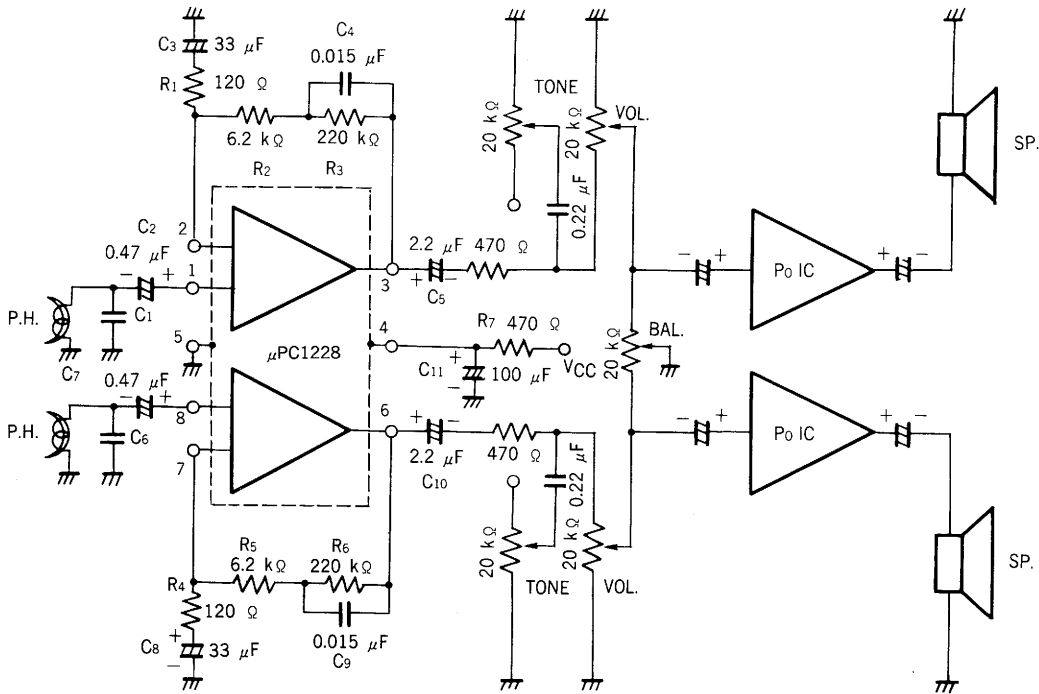 C3 33 μF
C4
0.015 μF
R1 120 Ω
6.2 kΩ
220 kΩ
R2
R3
TONE
20 kΩ
20 kΩ
VOL.
0.22 μF
SP.
C2
0.47 μF
2
− +
1
P.H.
C1
2.2 μF
470 Ω
3
+ −
C5
− +
Po IC
+ −
5
μPC1228
4
R7 470 Ω
VCC
C11
+
−
100 μF
20 kΩ
BAL.
C7
0.47 μF
− +
8
P.H.
C6
7
6
+ −
2.2 μF
C10
470 Ω
0.22 μF
− +
Po IC
+ −
R5
6.2 kΩ
R6
220 kΩ
R4
120 Ω
20 kΩ
TONE
20 kΩ
VOL.
SP.
C8
+
−
33 μF
0.015 μF
C9